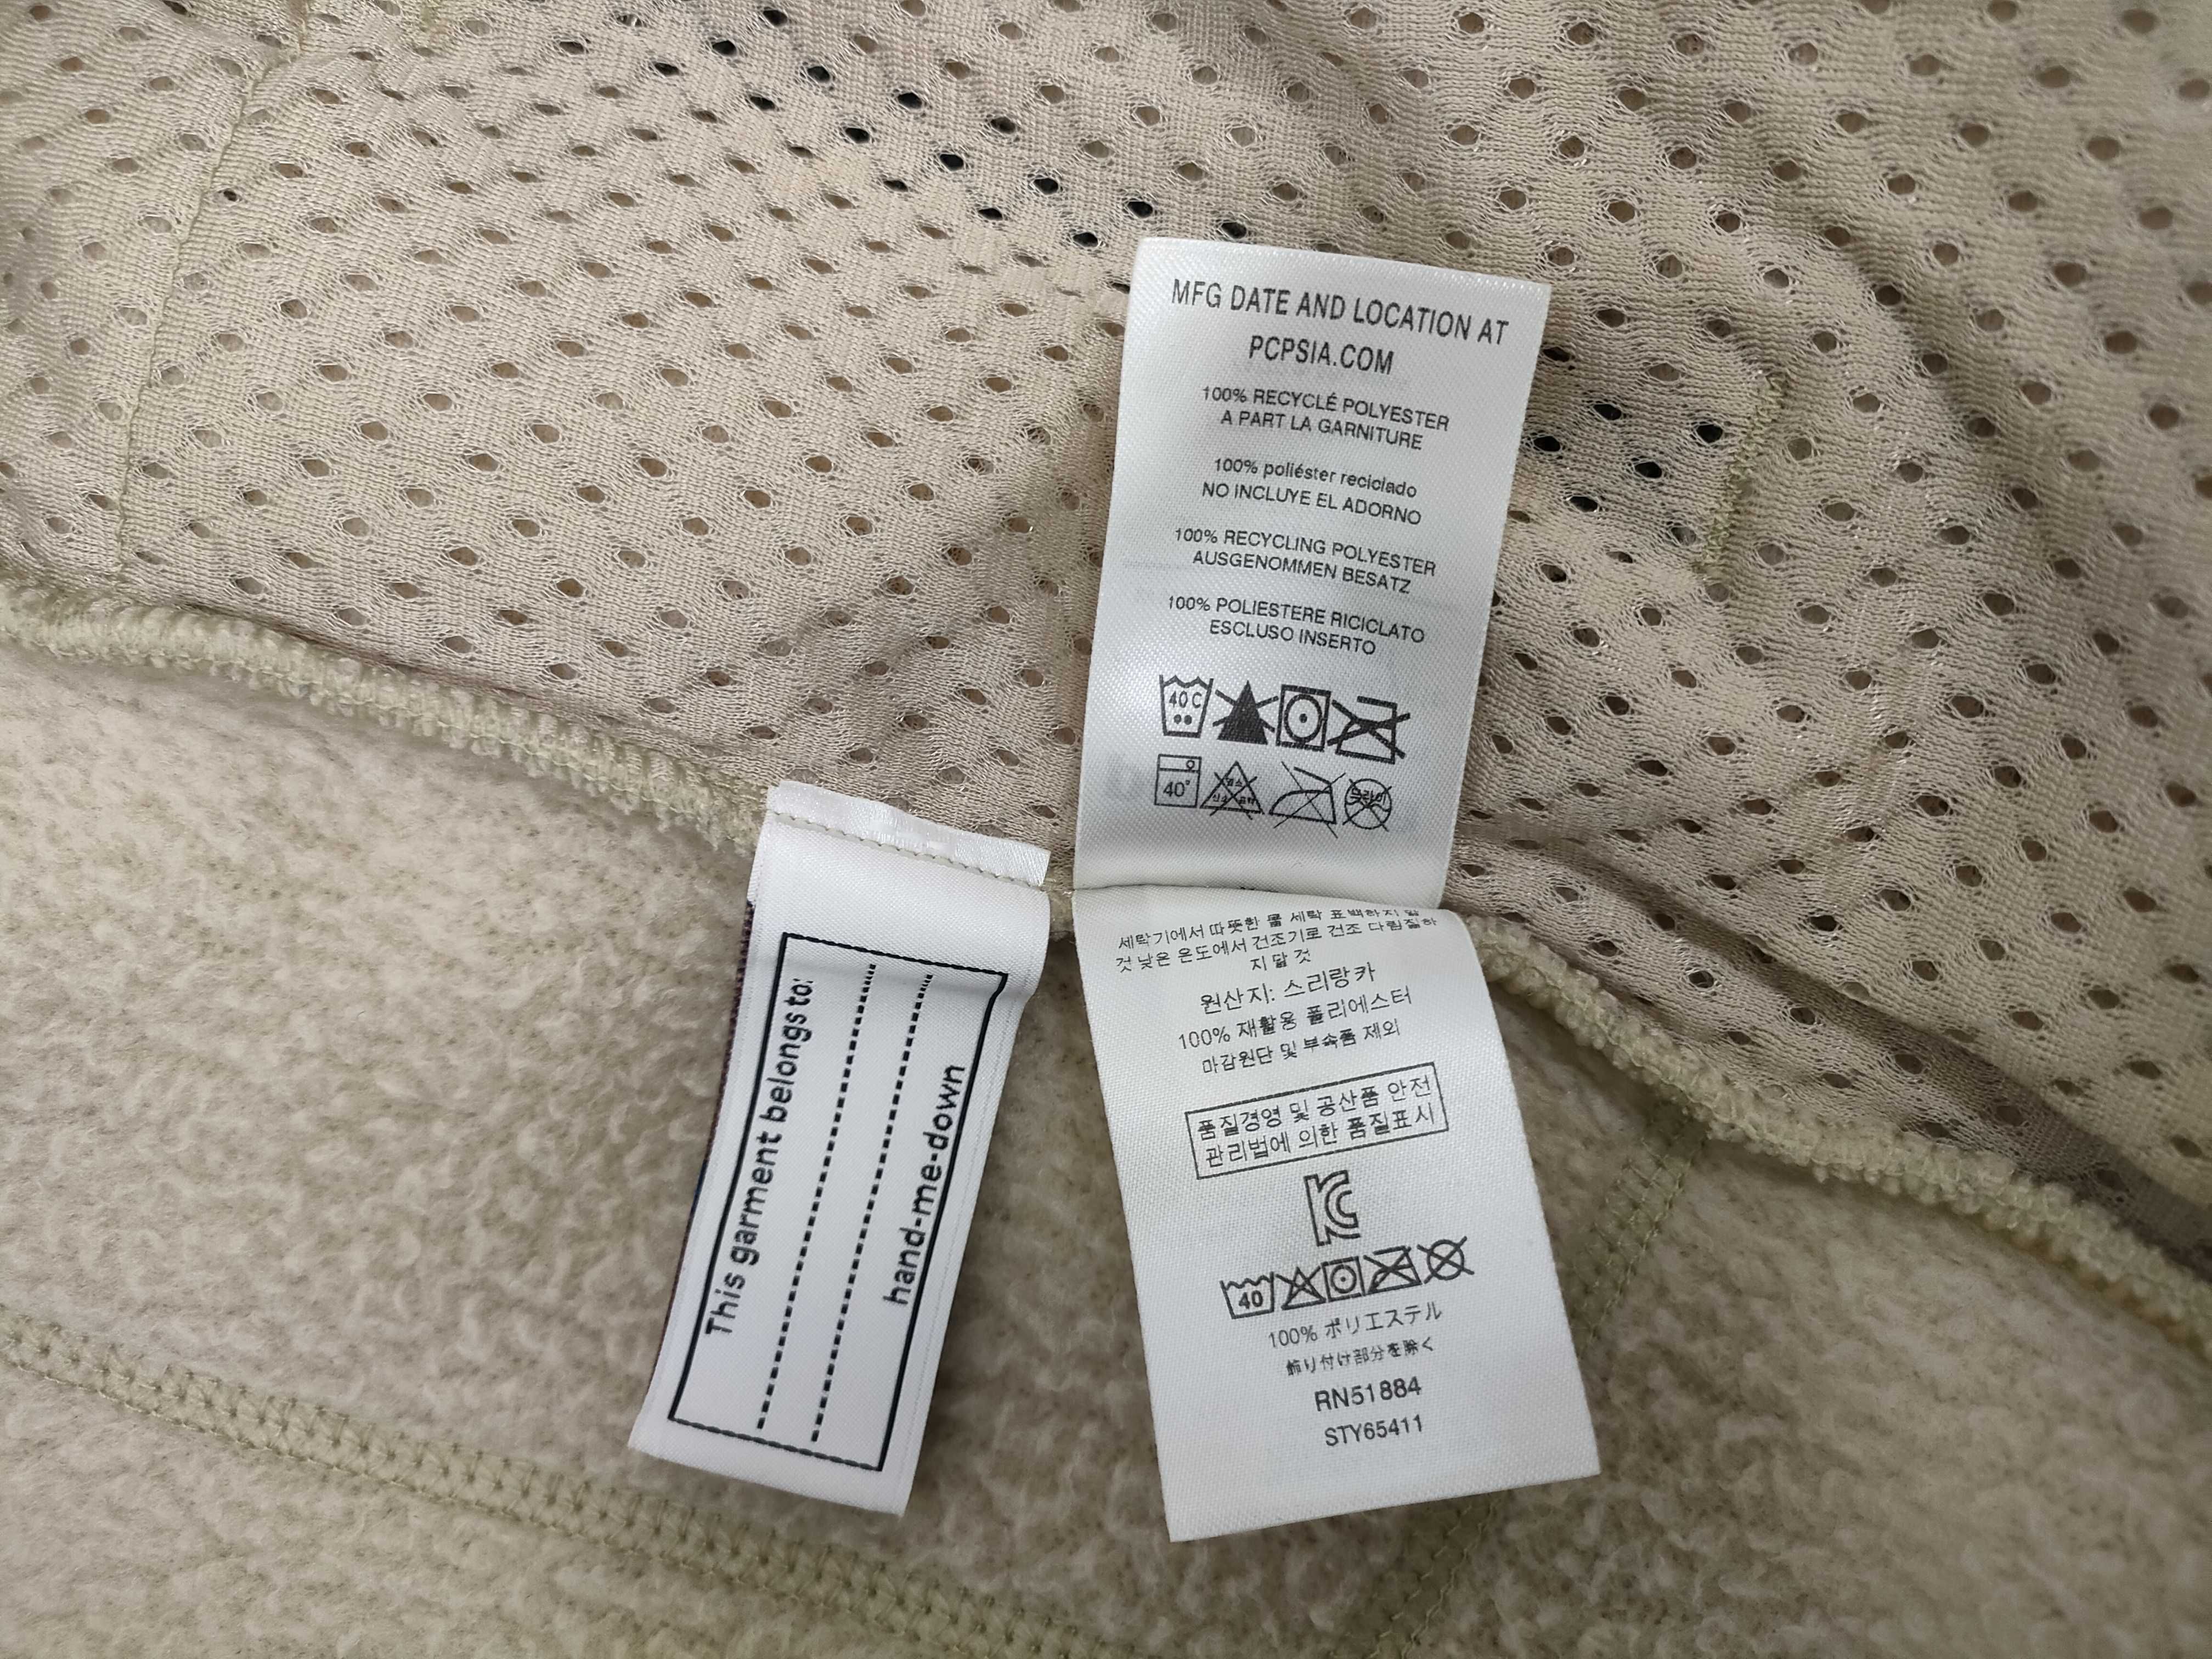 MFG DATE AND LOCATION AT
PCPSIA.COM
100% RECYCLÉ POLYESTER
A PART LA GARNITURE
100% poliéster reciclado
NO INCLUYE EL ADORNO
100% RECYCLING POLYESTER
AUSGENOMMEN BESATZ
100% POLIESTERE RICICLATO
ESCLUSO INSERTO
40 C
40°
드라이
세탁기에서 따뜻한 물 세탁 표백하지 말
것 낮은 온도에서 건조기로 건조 다림질하
지 말 것
원산지: 스리랑카
100% 재활용 폴리에스터
마감원단 및 부속품 제외
품질경영 및 공산품 안전
관리법에 의한 품질표시
40
100% ポリエステル
飾り付け部分を除く
RN51884
STY65411
This garment belongs to:
hand-me-down